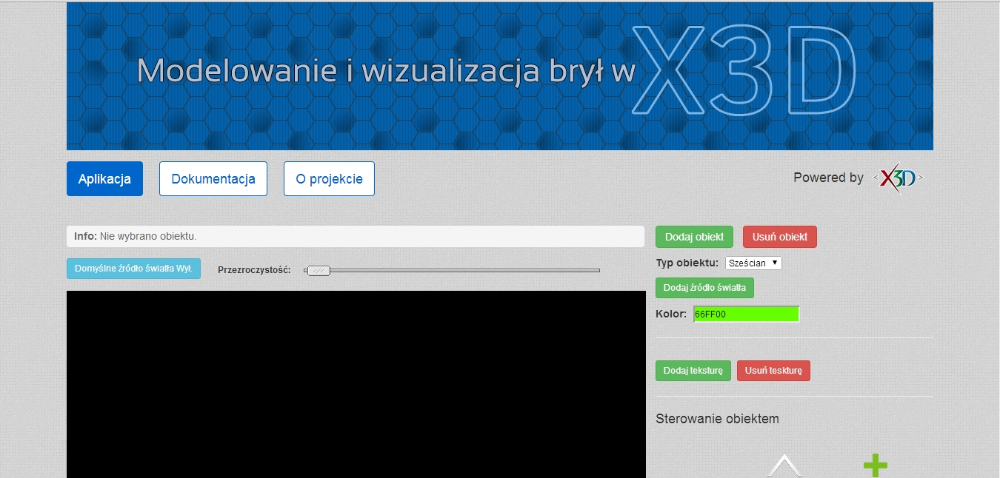 Modelowanie i wizualizacja brył w X3D
Aplikacja Dokumentacja O projekcie Powered by <X3D>
Info: Nie wybrano obiektu. Dodaj obiekt Usuń obiekt
Domyślne źródło światła Wył. Przezroczystość: Typ obiektu: Sześcian
Dodaj źródło światła
Kolor: 66FF00
Dodaj teksturę Usuń teskturę
Sterowanie obiektem